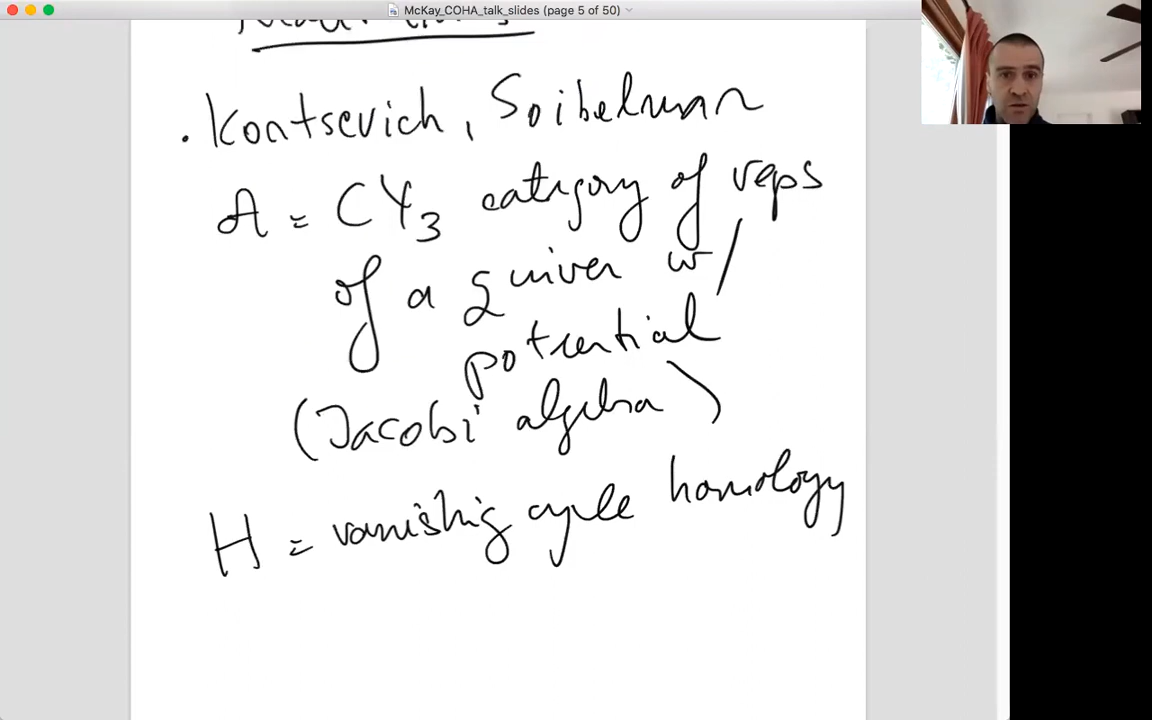 McKay_COHA_talk_slides (page 5 of 50)
. Kontsevich, Soibelman
A = CY₃ category of reps
of a quiver w/
potential
(Jacobi algebra)
H = vanishing cycle homology